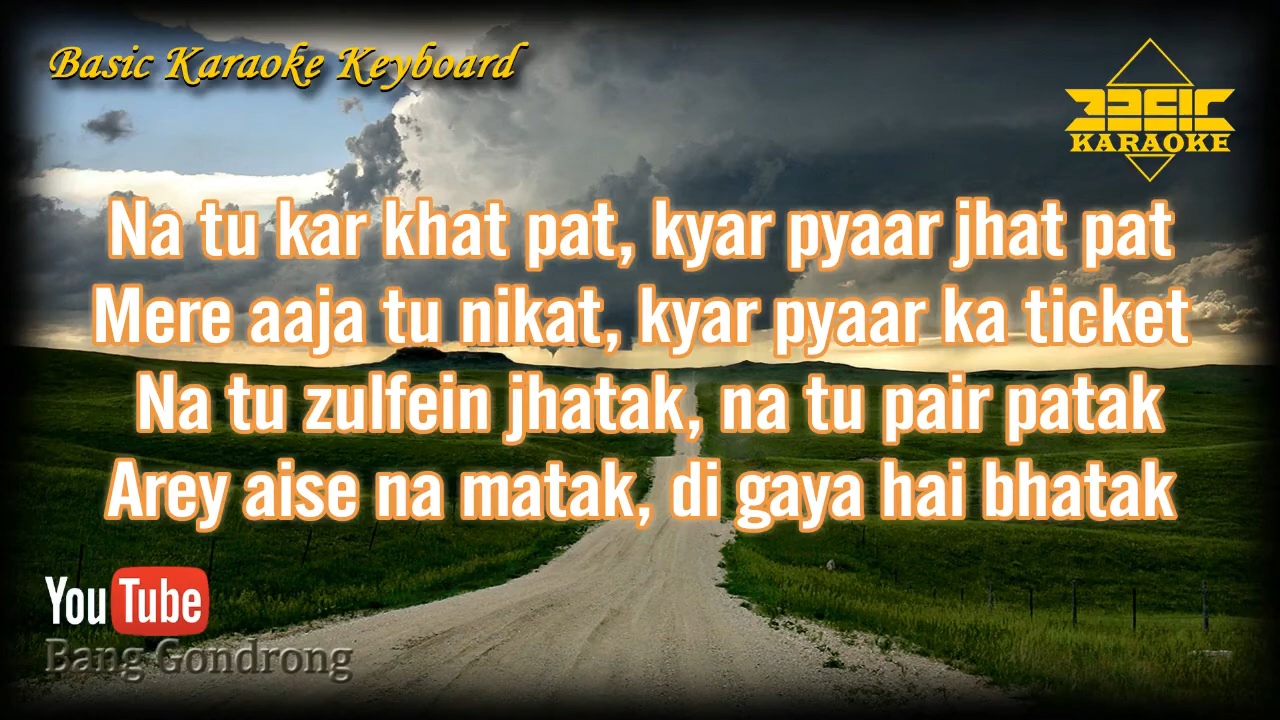 Basic Karaoke Keyboard
BASIC
KARAOKE
Na tu kar khat pat, kyar pyaar jhat pat
Mere aaja tu nikat, kyar pyaar ka ticket
Na tu zulfein jhatak, na tu pair patak
Arey aise na matak, di gaya hai bhatak
YouTube
Bang Gondrong